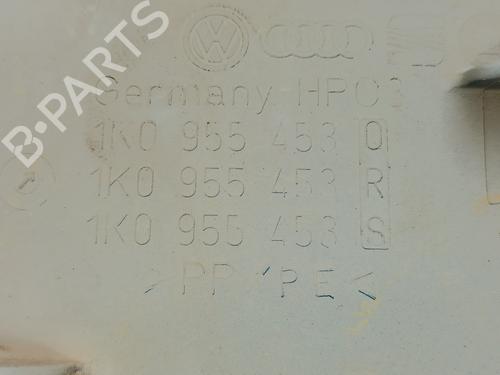 B-PARTS
Germany HPC3
1K0 955 453 Q
1K0 955 453 R
1K0 955 453 S
>PP/PE<